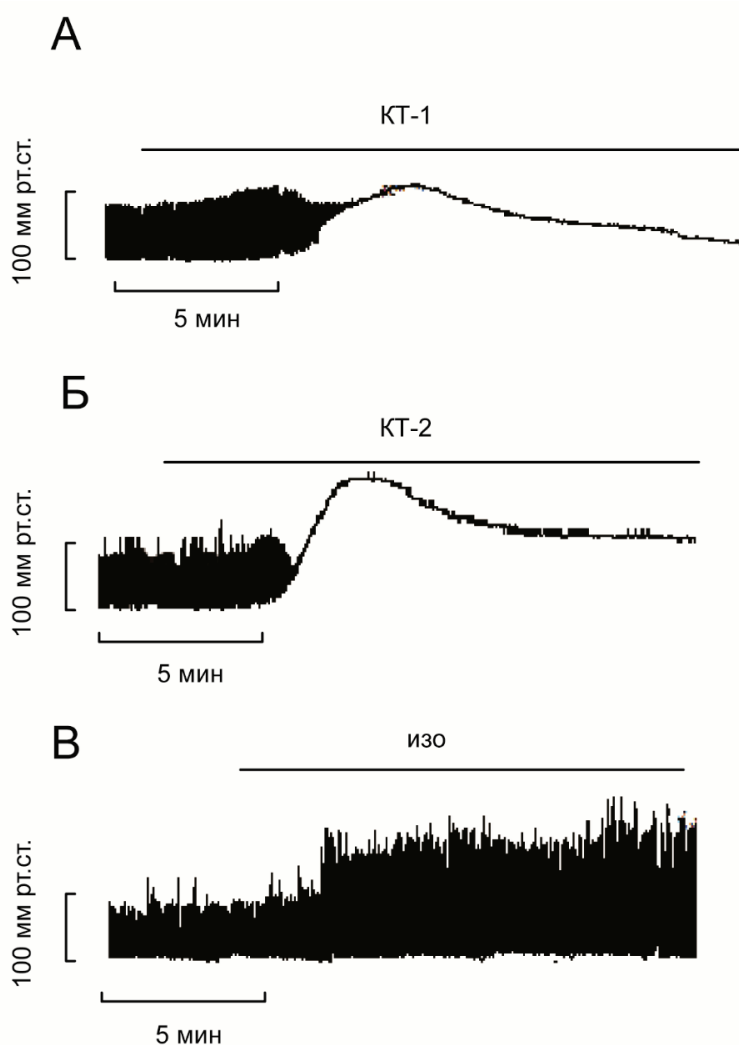 А
КТ-1
100 мм рт.ст.
5 мин
Б
КТ-2
100 мм рт.ст.
5 мин
В
изо
100 мм рт.ст.
5 мин